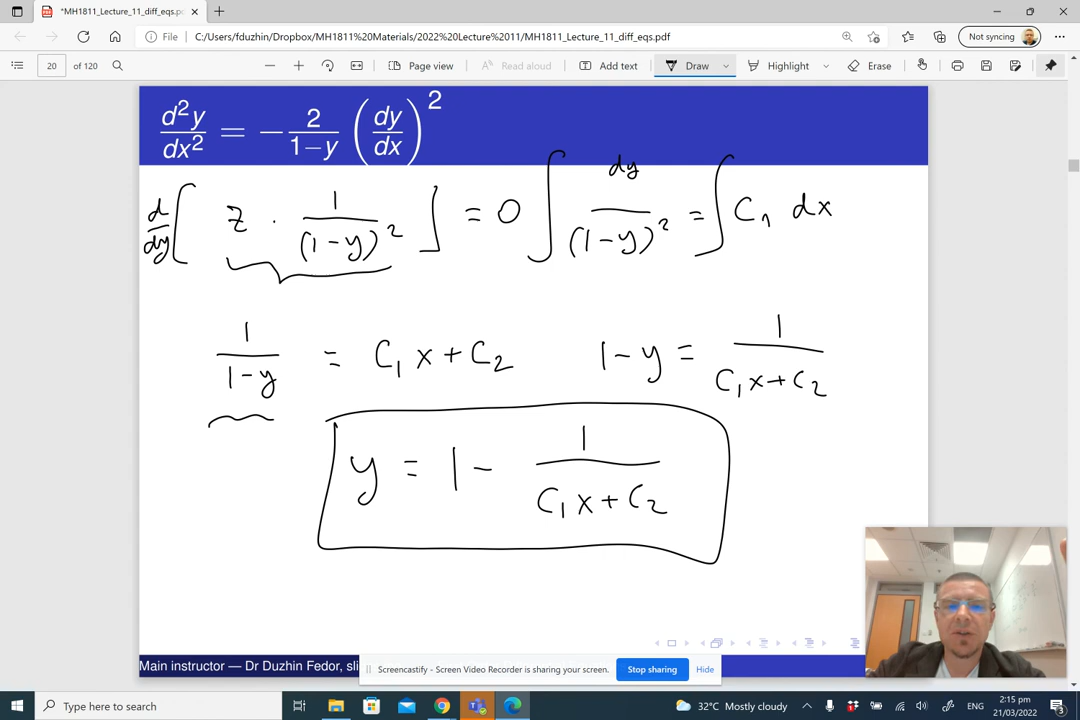 *MH1811_Lecture_11_diff_eqs.pc
File
C:/Users/fduzhin/Dropbox/MH1811%20Materials/2022%20Lecture%2011/MH1811_Lecture_11_diff_eqs.pdf
Not syncing
20 of 120
Page view
Read aloud
Add text
Draw
Highlight
Erase
d²y/dx² = −2/(1−y) (dy/dx)²
d/dy [z · 1/(1−y)²] = 0 ∫ dy/(1−y)² = ∫ C₁ dx
1/(1−y) = C₁x+C₂ 1−y = 1/(C₁x+C₂)
y = 1 − 1/(C₁x+C₂)
Main instructor — Dr Duzhin Fedor, sli
Screencastify - Screen Video Recorder is sharing your screen.
Stop sharing
Hide
Type here to search
32°C Mostly cloudy
ENG
2:15 pm
21/03/2022
3